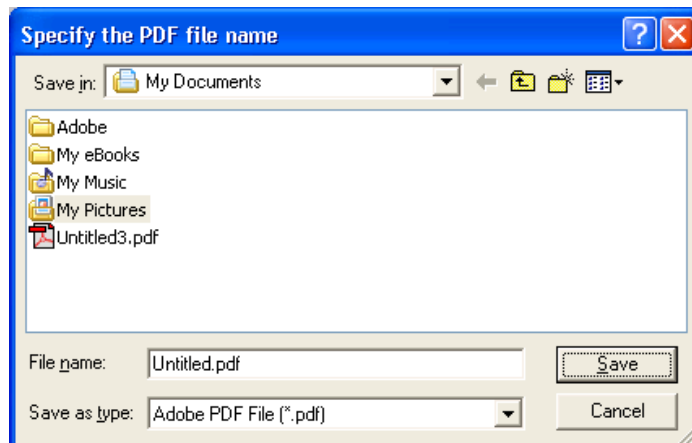 Specify the PDF file name
Save in: My Documents
Adobe
My eBooks
My Music
My Pictures
Untitled3.pdf
File name: Untitled.pdf Save
Save as type: Adobe PDF File (*.pdf) Cancel